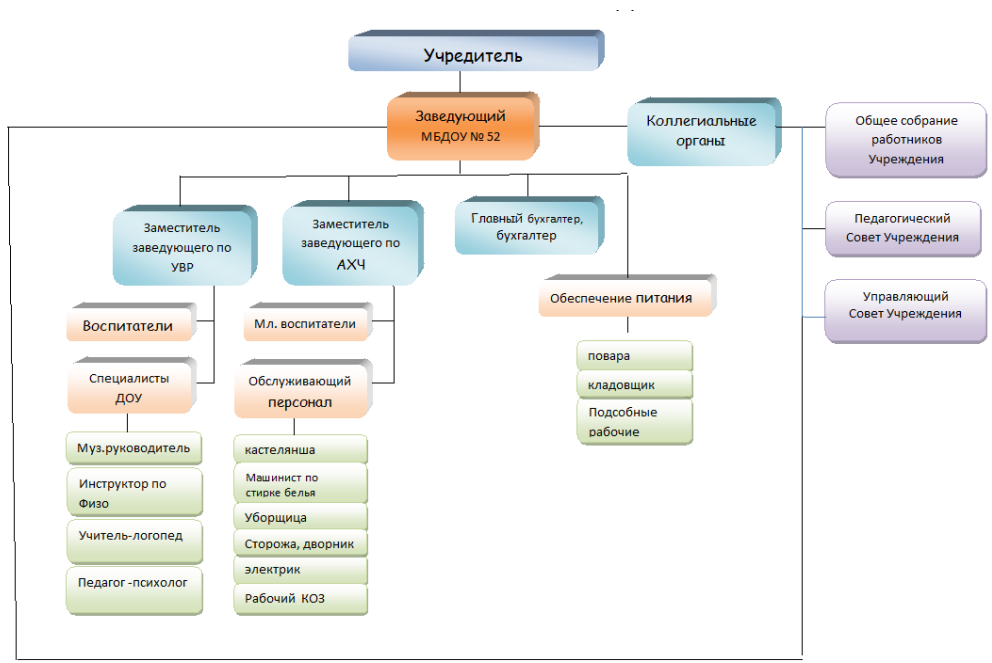 Учредитель
Заведующий
МБДОУ № 52
Коллегиальные
органы
Общее собрание
работников
Учреждения
Педагогический
Совет Учреждения
Управляющий
Совет Учреждения
Заместитель
заведующего по
УВР
Заместитель
заведующего по
АХЧ
Главный бухгалтер,
бухгалтер
Обеспечение питания
Воспитатели
Специалисты
ДОУ
Муз.руководитель
Инструктор по
Физо
Учитель-логопед
Педагог -психолог
Мл. воспитатели
Обслуживающий
персонал
кастелянша
Машинист по
стирке белья
Уборщица
Сторожа, дворник
электрик
Рабочий КОЗ
повара
кладовщик
Подсобные
рабочие